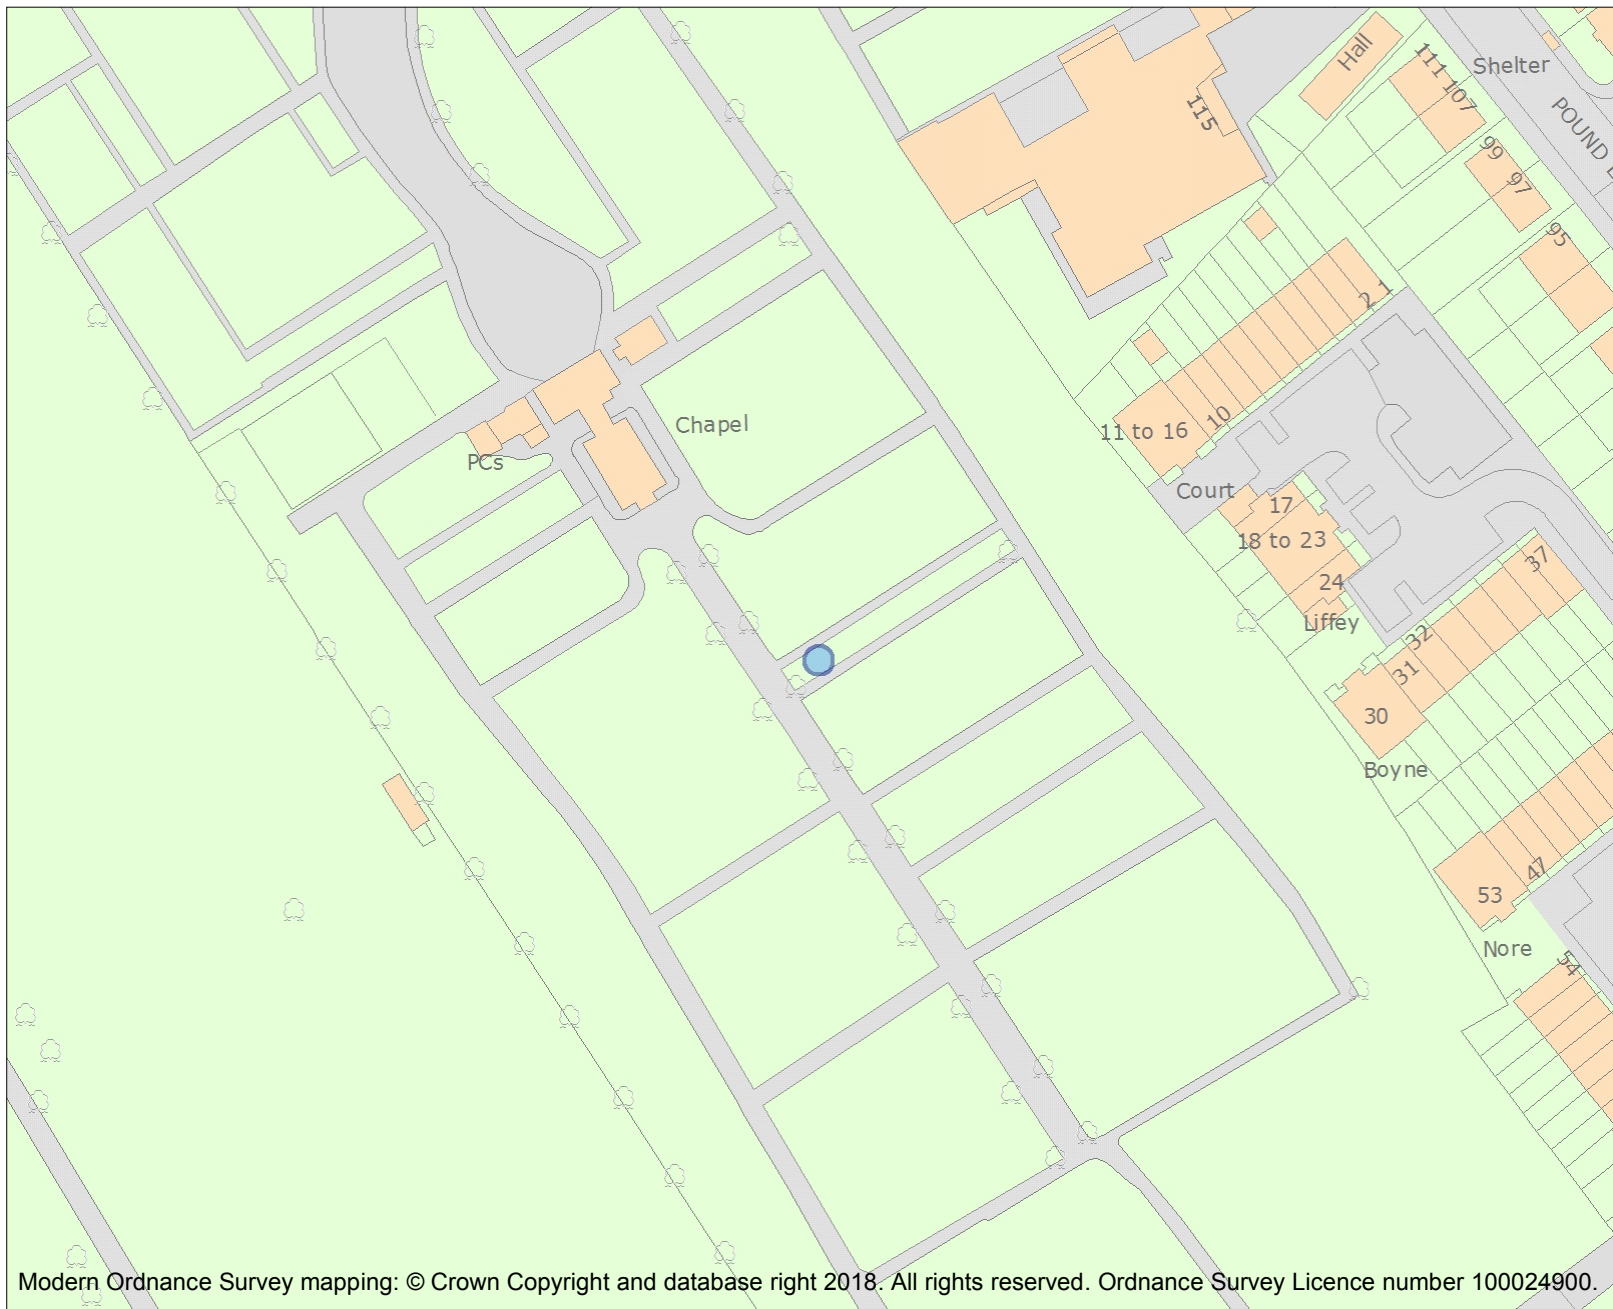 Hall
111
107
Shelter
POUND
115
99
97
95
2
1
Chapel
10
11 to 16
PCs
Court
17
18 to 23
37
24
Liffey
32
31
30
Boyne
47
53
Nore
54
Modern Ordnance Survey mapping: © Crown Copyright and database right 2018. All rights reserved. Ordnance Survey Licence number 100024900.